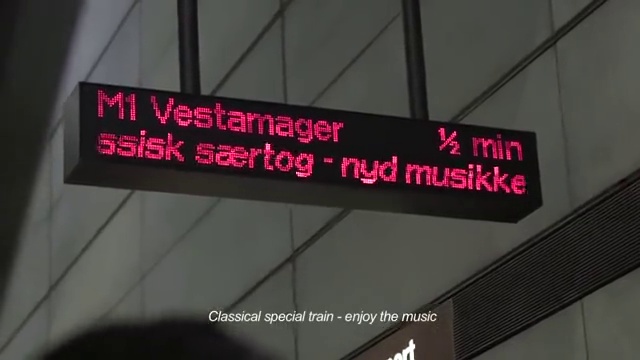 M1 Vestamager ½ min
ssisk særtog - nyd musikke
Classical special train - enjoy the music